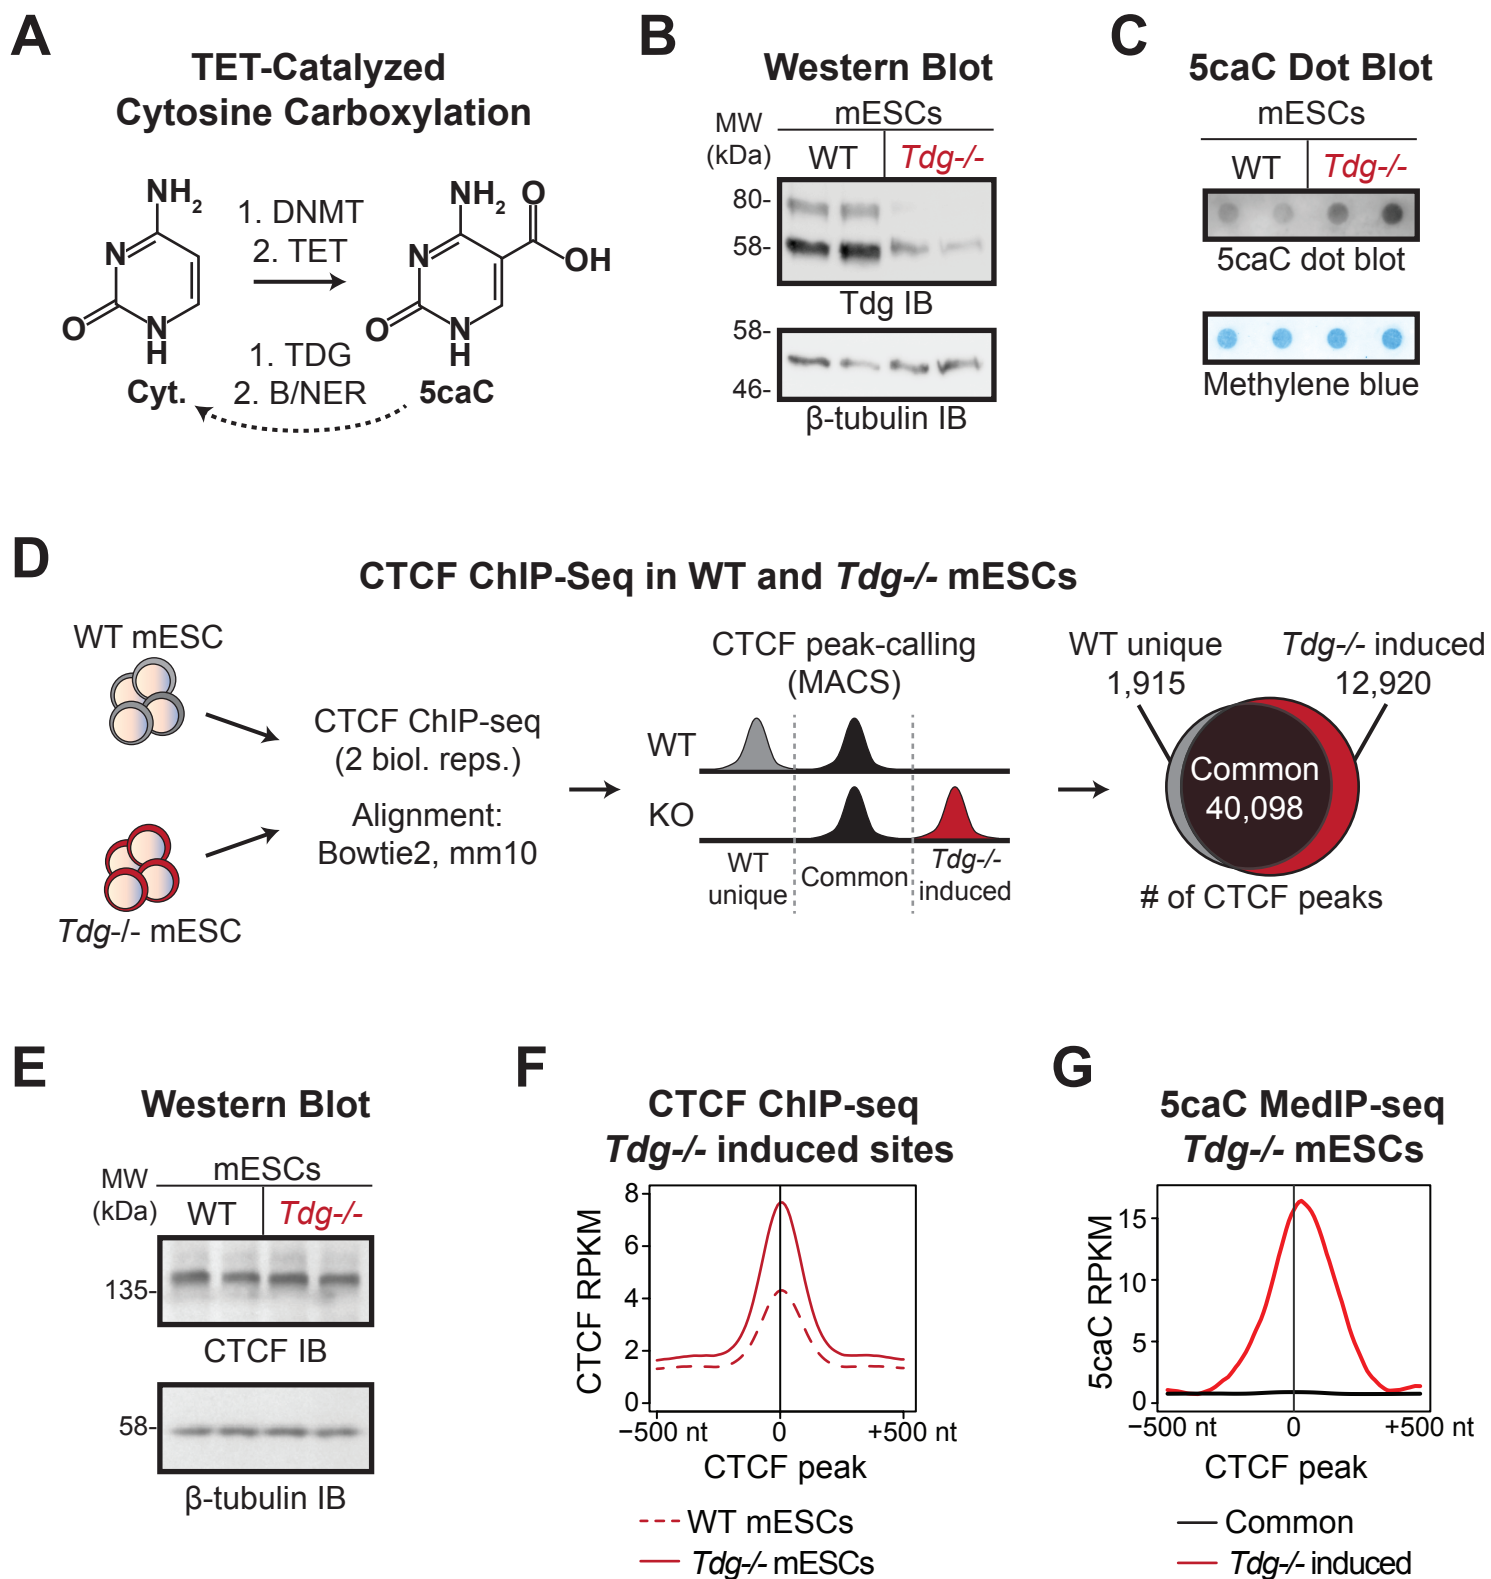 A
TET-Catalyzed
Cytosine Carboxylation
NH2
N
O
N
H
Cyt.
1. DNMT
2. TET
1. TDG
2. B/NER
NH2
O
OH
N
O
N
H
5caC
B
Western Blot
MW
(kDa)
mESCs
WT
Tdg-/-
80-
58-
Tdg IB
58-
46-
β-tubulin IB
C
5caC Dot Blot
mESCs
WT
Tdg-/-
5caC dot blot
Methylene blue
D
CTCF ChIP-Seq in WT and Tdg-/- mESCs
WT mESC
Tdg-/- mESC
CTCF ChIP-seq
(2 biol. reps.)
Alignment:
Bowtie2, mm10
CTCF peak-calling
(MACS)
WT
KO
WT
unique
Common
Tdg-/-
induced
WT unique
1,915
Tdg-/- induced
12,920
Common
40,098
# of CTCF peaks
E
Western Blot
MW
(kDa)
mESCs
WT
Tdg-/-
135-
CTCF IB
58-
β-tubulin IB
F
CTCF ChIP-seq
Tdg-/- induced sites
CTCF RPKM
8
6
4
2
0
−500 nt
0
+500 nt
CTCF peak
WT mESCs
Tdg-/- mESCs
G
5caC MedIP-seq
Tdg-/- mESCs
5caC RPKM
15
10
5
0
-500 nt
0
+500 nt
CTCF peak
Common
Tdg-/- induced